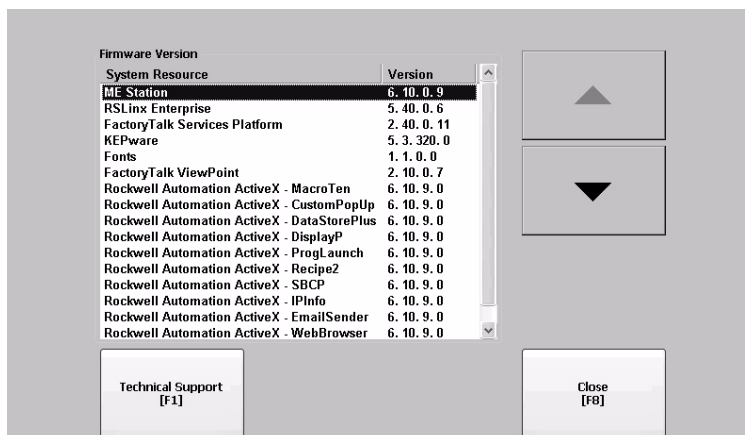 Firmware Version
System Resource Version
ME Station 6. 10. 0. 9
RSLinx Enterprise 5. 40. 0. 6
FactoryTalk Services Platform 2. 40. 0. 11
KEPware 5. 3. 320. 0
Fonts 1. 1. 0. 0
FactoryTalk ViewPoint 2. 10. 0. 7
Rockwell Automation ActiveX - MacroTen 6. 10. 9. 0
Rockwell Automation ActiveX - CustomPopUp 6. 10. 9. 0
Rockwell Automation ActiveX - DataStorePlus 6. 10. 9. 0
Rockwell Automation ActiveX - DisplayP 6. 10. 9. 0
Rockwell Automation ActiveX - ProgLaunch 6. 10. 9. 0
Rockwell Automation ActiveX - Recipe2 6. 10. 9. 0
Rockwell Automation ActiveX - SBCP 6. 10. 9. 0
Rockwell Automation ActiveX - IPInfo 6. 10. 9. 0
Rockwell Automation ActiveX - EmailSender 6. 10. 9. 0
Rockwell Automation ActiveX - WebBrowser 6. 10. 9. 0
Technical Support
[F1]
Close
[F8]